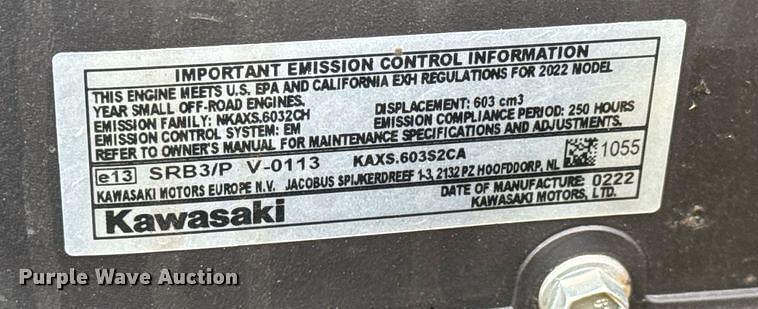 IMPORTANT EMISSION CONTROL INFORMATION
THIS ENGINE MEETS U.S. EPA AND CALIFORNIA EXH REGULATIONS FOR 2022 MODEL
YEAR SMALL OFF-ROAD ENGINES. DISPLACEMENT: 603 cm3
EMISSION FAMILY: NKAXS.6032CH EMISSION COMPLIANCE PERIOD: 250 HOURS
EMISSION CONTROL SYSTEM: EM
REFER TO OWNER'S MANUAL FOR MAINTENANCE SPECIFICATIONS AND ADJUSTMENTS.
e13 SRB3/P V-0113 KAXS.603S2CA 1055
KAWASAKI MOTORS EUROPE N.V. JACOBUS SPIJKERDREEF 1-3, 2132 PZ HOOFDDORP, NL
DATE OF MANUFACTURE: 0222
Kawasaki KAWASAKI MOTORS, LTD.
Purple Wave Auction